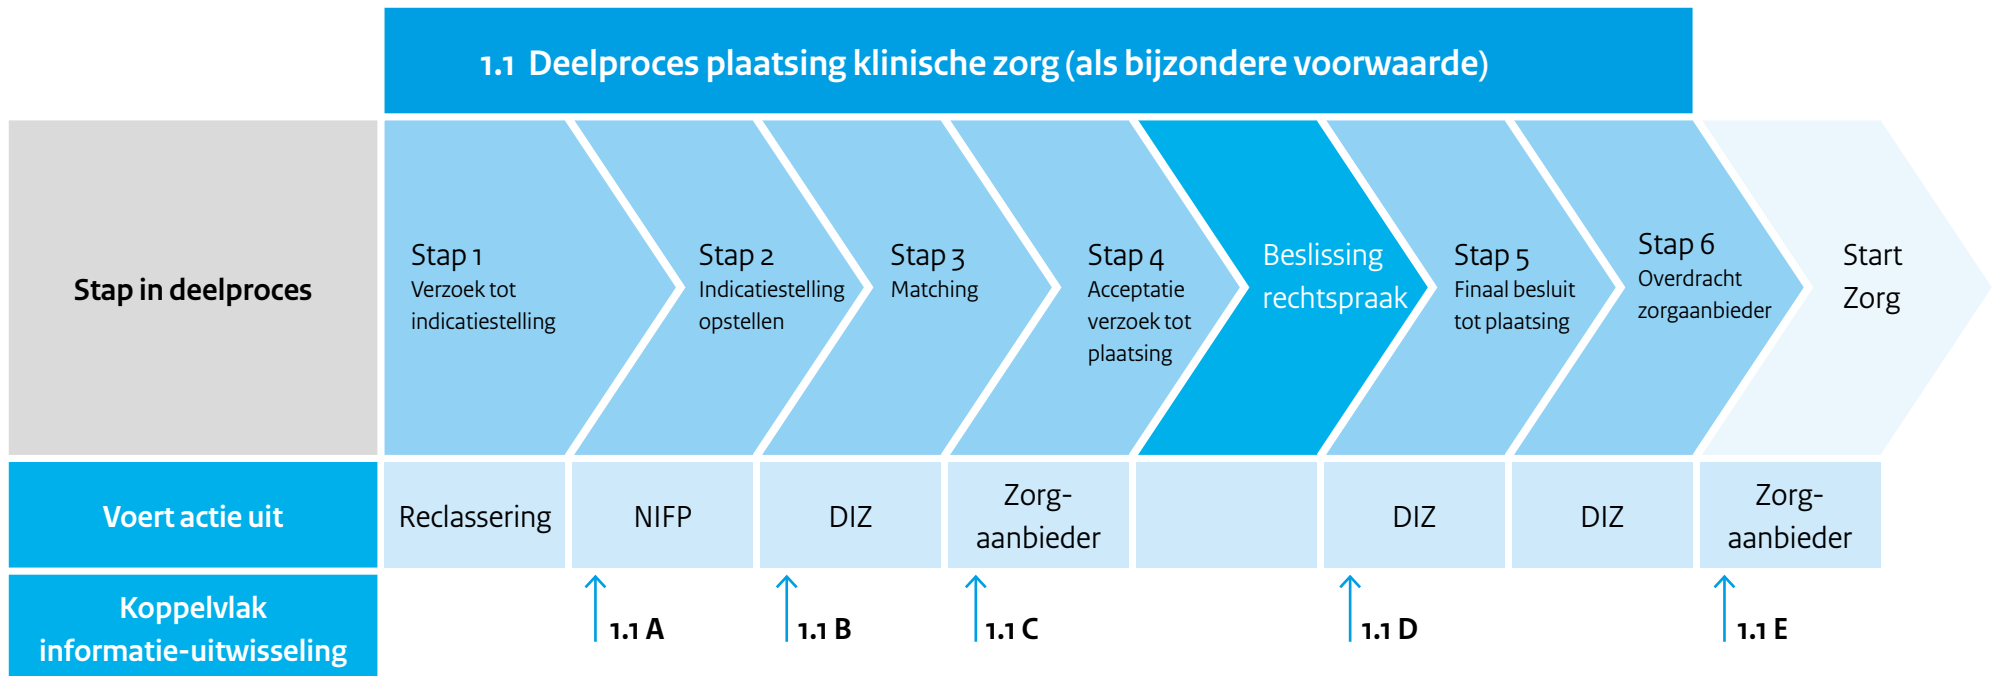 1.1 Deelproces plaatsing klinische zorg (als bijzondere voorwaarde)
Stap in deelproces
Stap 1
Verzoek tot
indicatiestelling
Stap 2
Indicatiestelling
opstellen
Stap 3
Matching
Stap 4
Acceptatie
verzoek tot
plaatsing
Beslissing
rechtspraak
Stap 5
Finaal besluit
tot plaatsing
Stap 6
Overdracht
zorgaanbieder
Start
Zorg
Voert actie uit
Reclassering
NIFP
DIZ
Zorg-
aanbieder
DIZ
DIZ
Zorg-
aanbieder
Koppelvlak
informatie-uitwisseling
1.1 A
1.1 B
1.1 C
1.1 D
1.1 E